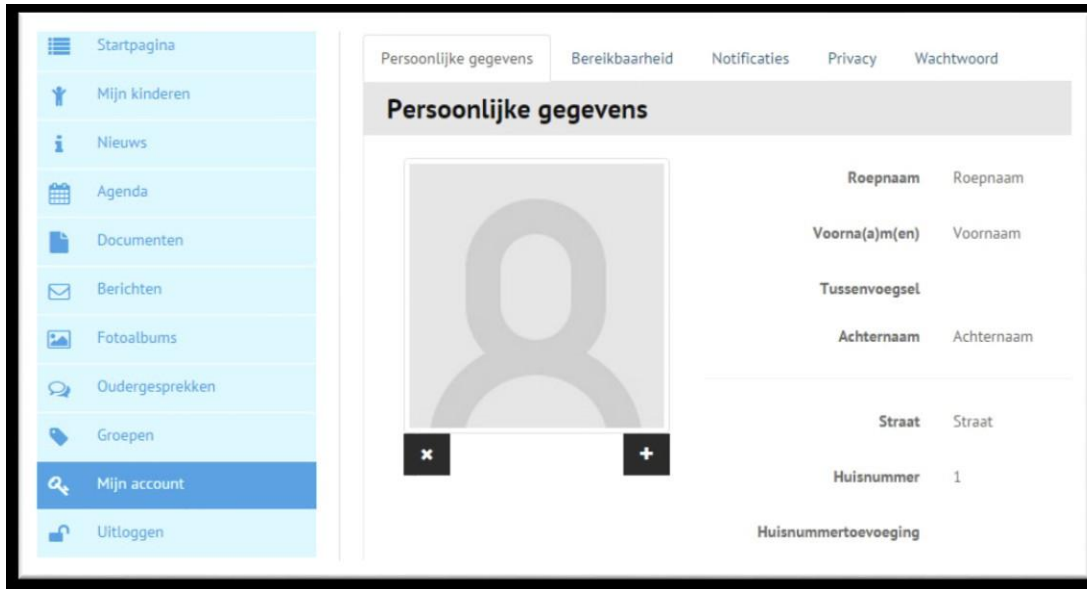 Startpagina
Mijn kinderen
Nieuws
Agenda
Documenten
Berichten
Fotoalbums
Oudergesprekken
Groepen
Mijn account
Uitloggen
Persoonlijke gegevens Bereikbaarheid Notificaties Privacy Wachtwoord
Persoonlijke gegevens
Roepnaam Roepnaam
Voorna(a)m(en) Voornaam
Tussenvoegsel
Achternaam Achternaam
Straat Straat
Huisnummer 1
Huisnummertoevoeging